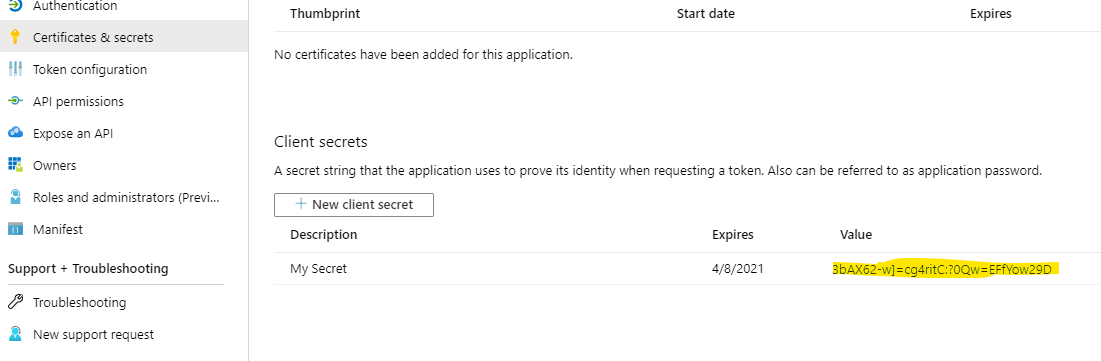 Authentication
Certificates & secrets
Token configuration
API permissions
Expose an API
Owners
Roles and administrators (Previ...
Manifest
Support + Troubleshooting
Troubleshooting
New support request
Thumbprint Start date Expires
No certificates have been added for this application.
Client secrets
A secret string that the application uses to prove its identity when requesting a token. Also can be referred to as application password.
New client secret
Description Expires Value
My Secret 4/8/2021 3bAX62-w]=cg4ritC:?0Qw=EFfYow29D